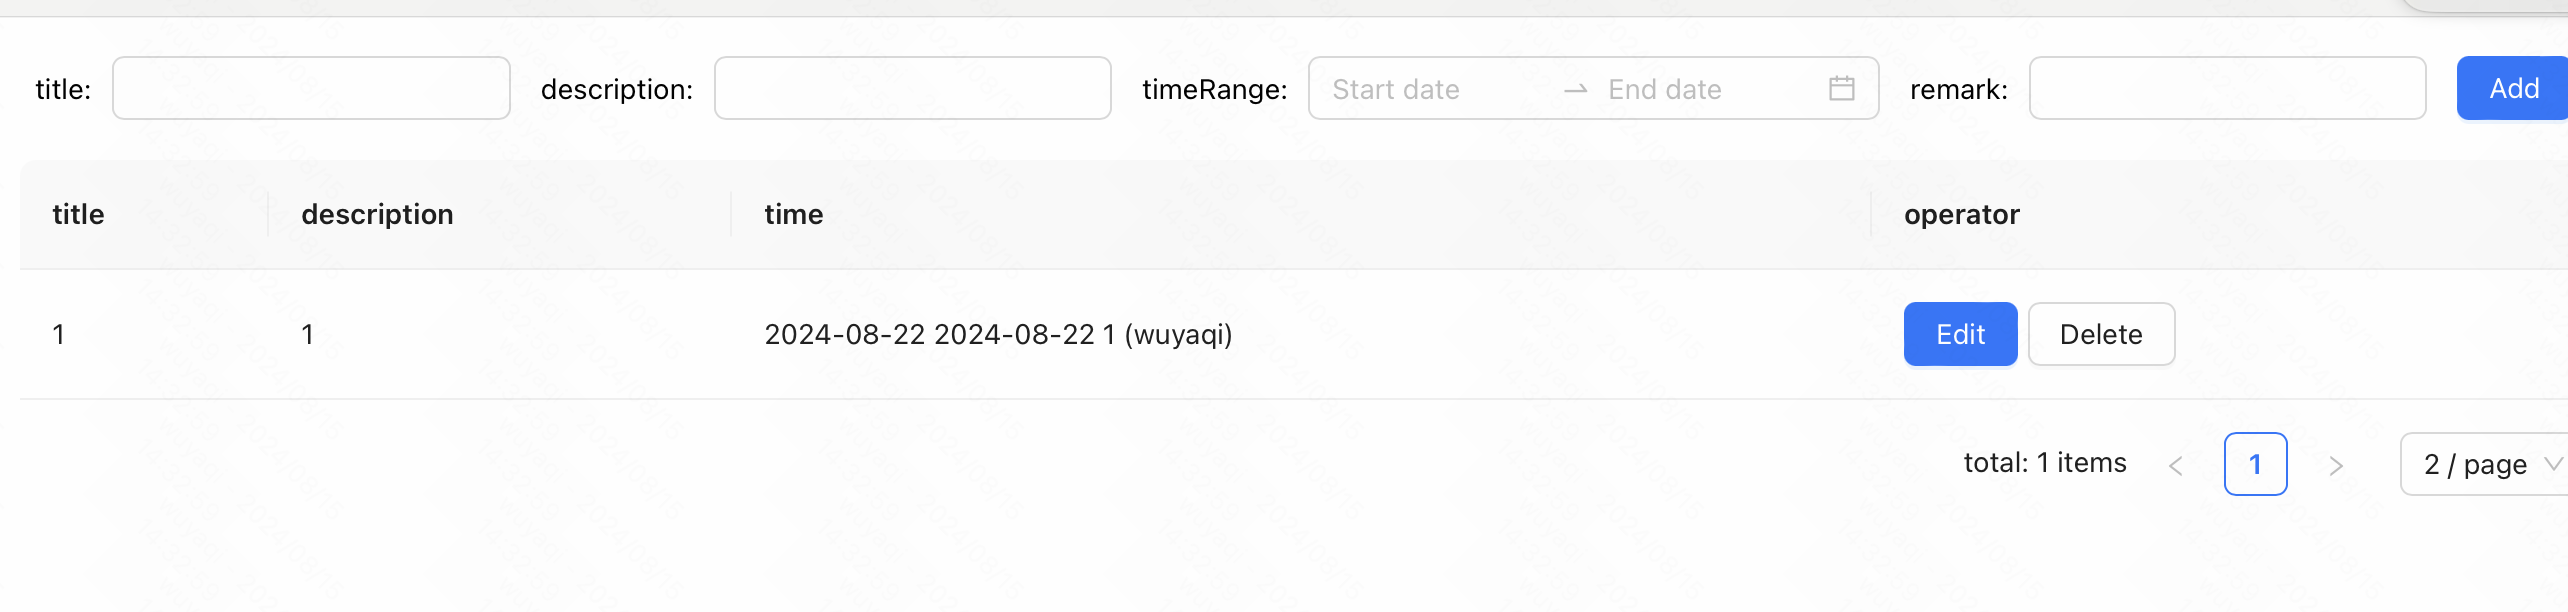 title: description: timeRange: Start date End date remark: Add
title description time operator
1 1 2024-08-22 2024-08-22 1 (wuyaqi) Edit Delete
total: 1 items < 1 > 2 / page